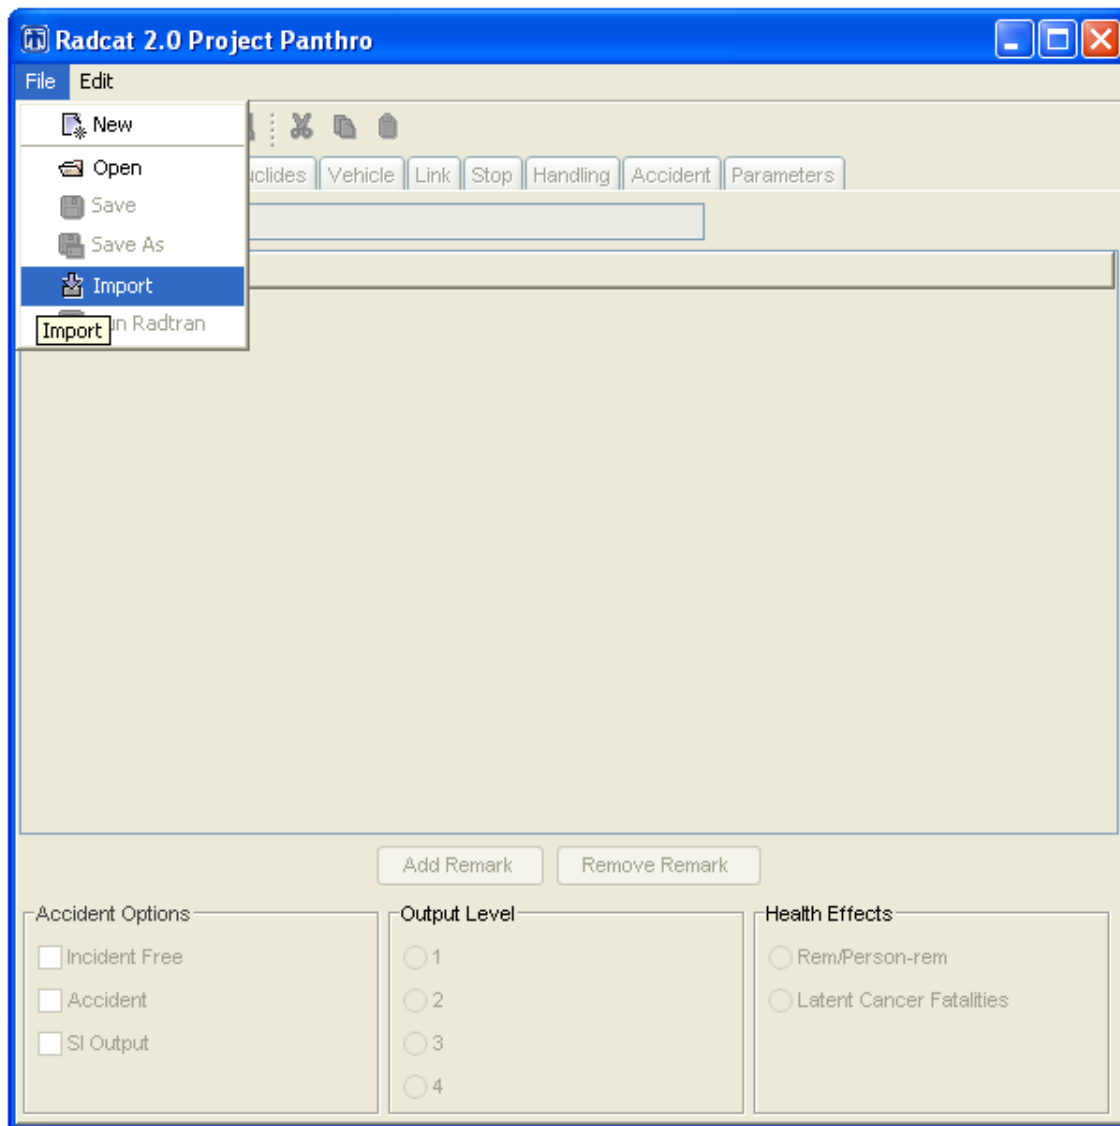 Radcat 2.0 Project Panthro
File Edit
New
Open
Save
Save As
Import
Import un Radtran
uclides Vehicle Link Stop Handling Accident Parameters
Add Remark Remove Remark
Accident Options
Incident Free
Accident
SI Output
Output Level
1
2
3
4
Health Effects
Rem/Person-rem
Latent Cancer Fatalities